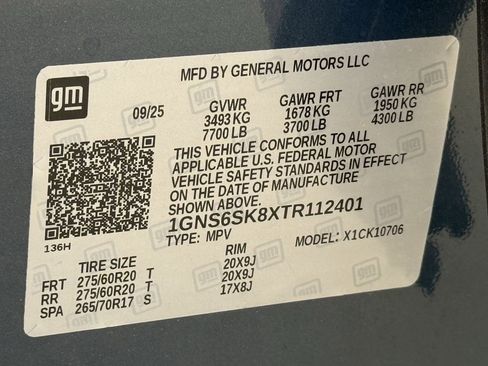 gm
MFD BY GENERAL MOTORS LLC
09/25
GVWR GAWR FRT GAWR RR
3493 KG 1678 KG 1950 KG
7700 LB 3700 LB 4300 LB
THIS VEHICLE CONFORMS TO ALL
APPLICABLE U.S. FEDERAL MOTOR
VEHICLE SAFETY STANDARDS IN EFFECT
ON THE DATE OF MANUFACTURE
SHOWN ABOVE.
1GNS6SK8XTR112401
136H
TYPE: MPV MODEL: X1CK10706
TIRE SIZE RIM
FRT 275/60R20 T 20X9J
RR 275/60R20 T 20X9J
SPA 265/70R17 S 17X8J